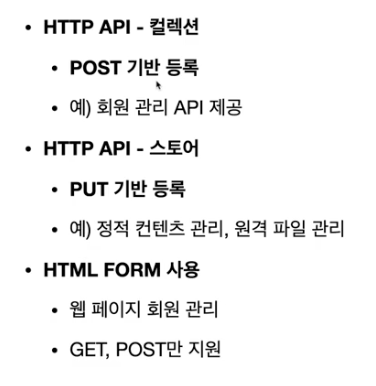 • HTTP API - 컬렉션
• POST 기반 등록
• 예) 회원 관리 API 제공
• HTTP API - 스토어
• PUT 기반 등록
• 예) 정적 컨텐츠 관리, 원격 파일 관리
• HTML FORM 사용
• 웹 페이지 회원 관리
• GET, POST만 지원